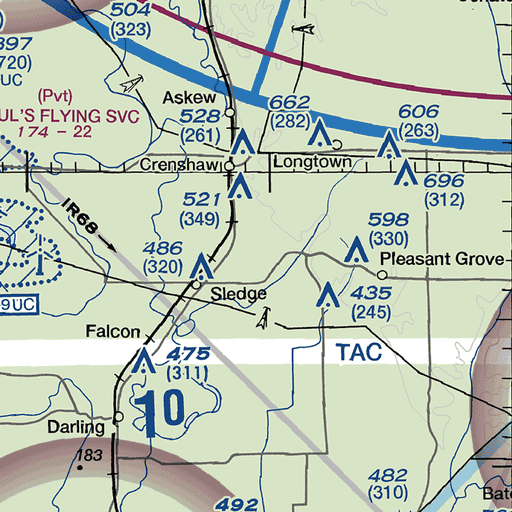 504
(323)
897
720)
UC
(Pvt)
UL'S FLYING SVC
174 - 22
Askew
528
(261)
662
(282)
606
(263)
Crenshaw
Longtown
696
(312)
521
(349)
IR68
598
(330)
486
(320)
Pleasant Grove
9UC
Sledge
435
(245)
Falcon
475
(311)
TAC
10
Darling
183
482
(310)
492
Bate